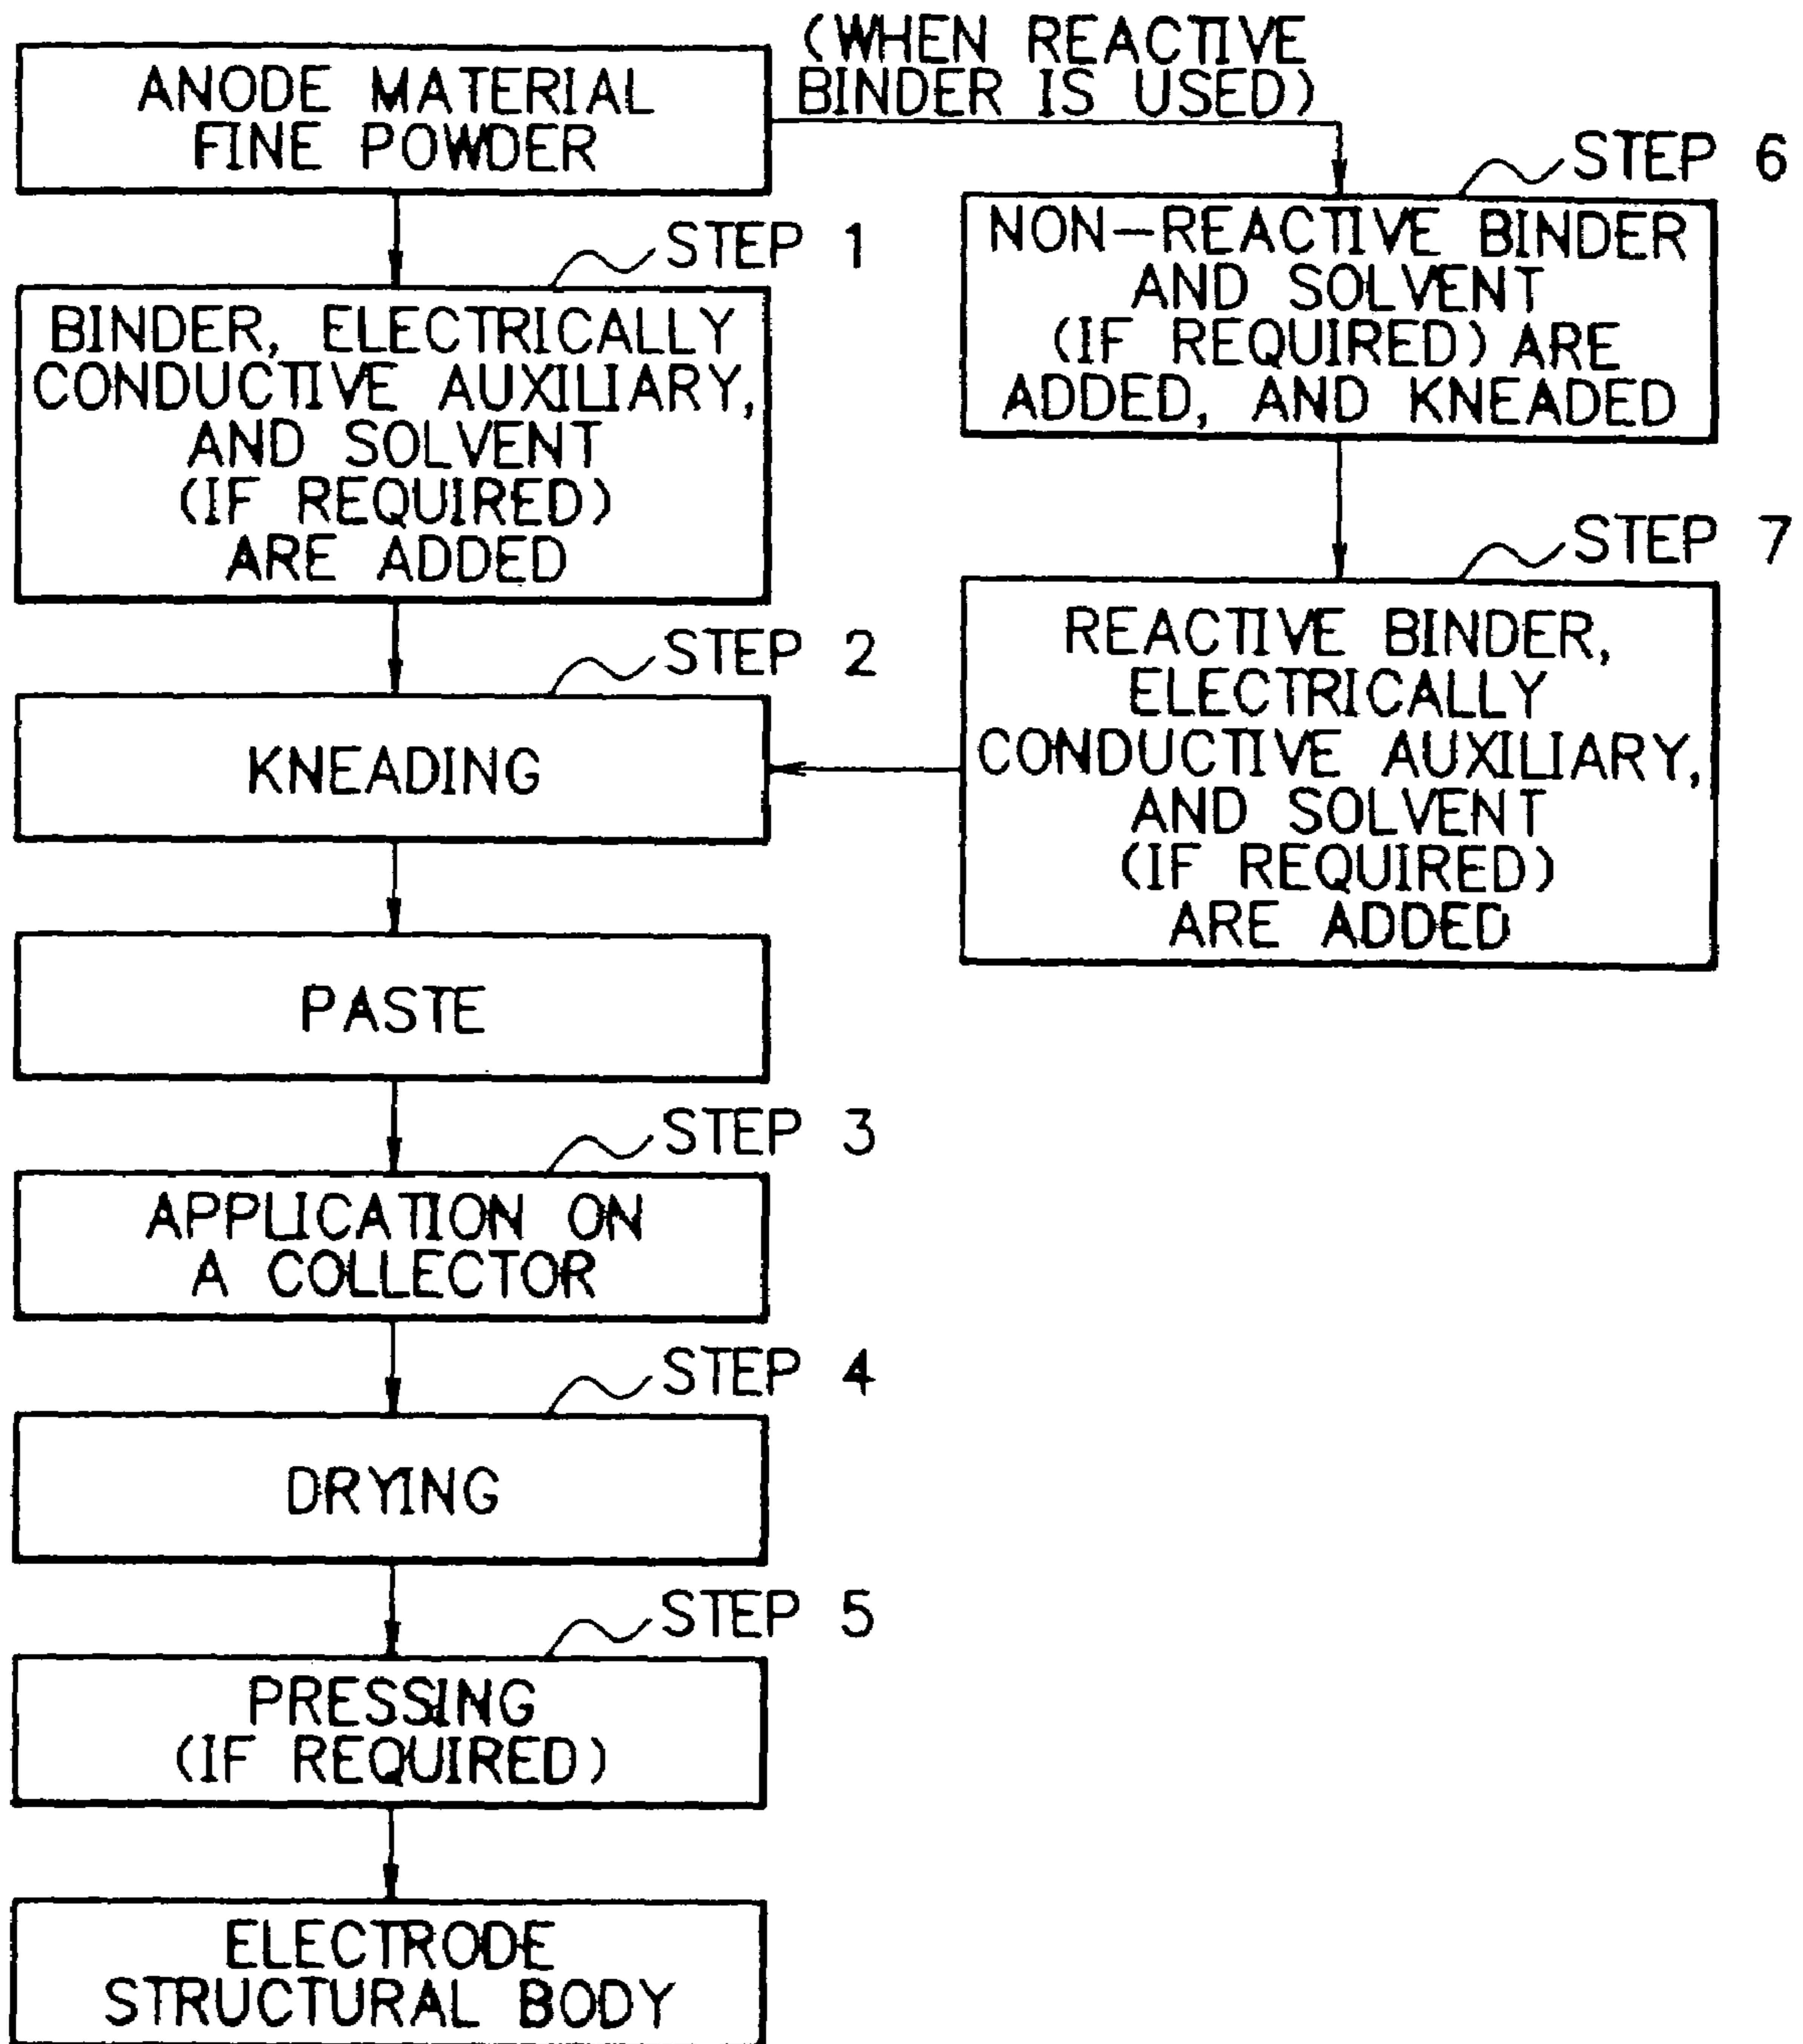 ANODE MATERIAL
FINE POWDER
(WHEN REACTIVE
BINDER IS USED)
STEP 1
BINDER, ELECTRICALLY
CONDUCTIVE AUXILIARY,
AND SOLVENT
(IF REQUIRED)
ARE ADDED
STEP 6
NON-REACTIVE BINDER
AND SOLVENT
(IF REQUIRED) ARE
ADDED, AND KNEADED
STEP 7
REACTIVE BINDER,
ELECTRICALLY
CONDUCTIVE AUXILIARY,
AND SOLVENT
(IF REQUIRED)
ARE ADDED
STEP 2
KNEADING
PASTE
STEP 3
APPLICATION ON
A COLLECTOR
STEP 4
DRYING
STEP 5
PRESSING
(IF REQUIRED)
ELECTRODE
STRUCTURAL BODY